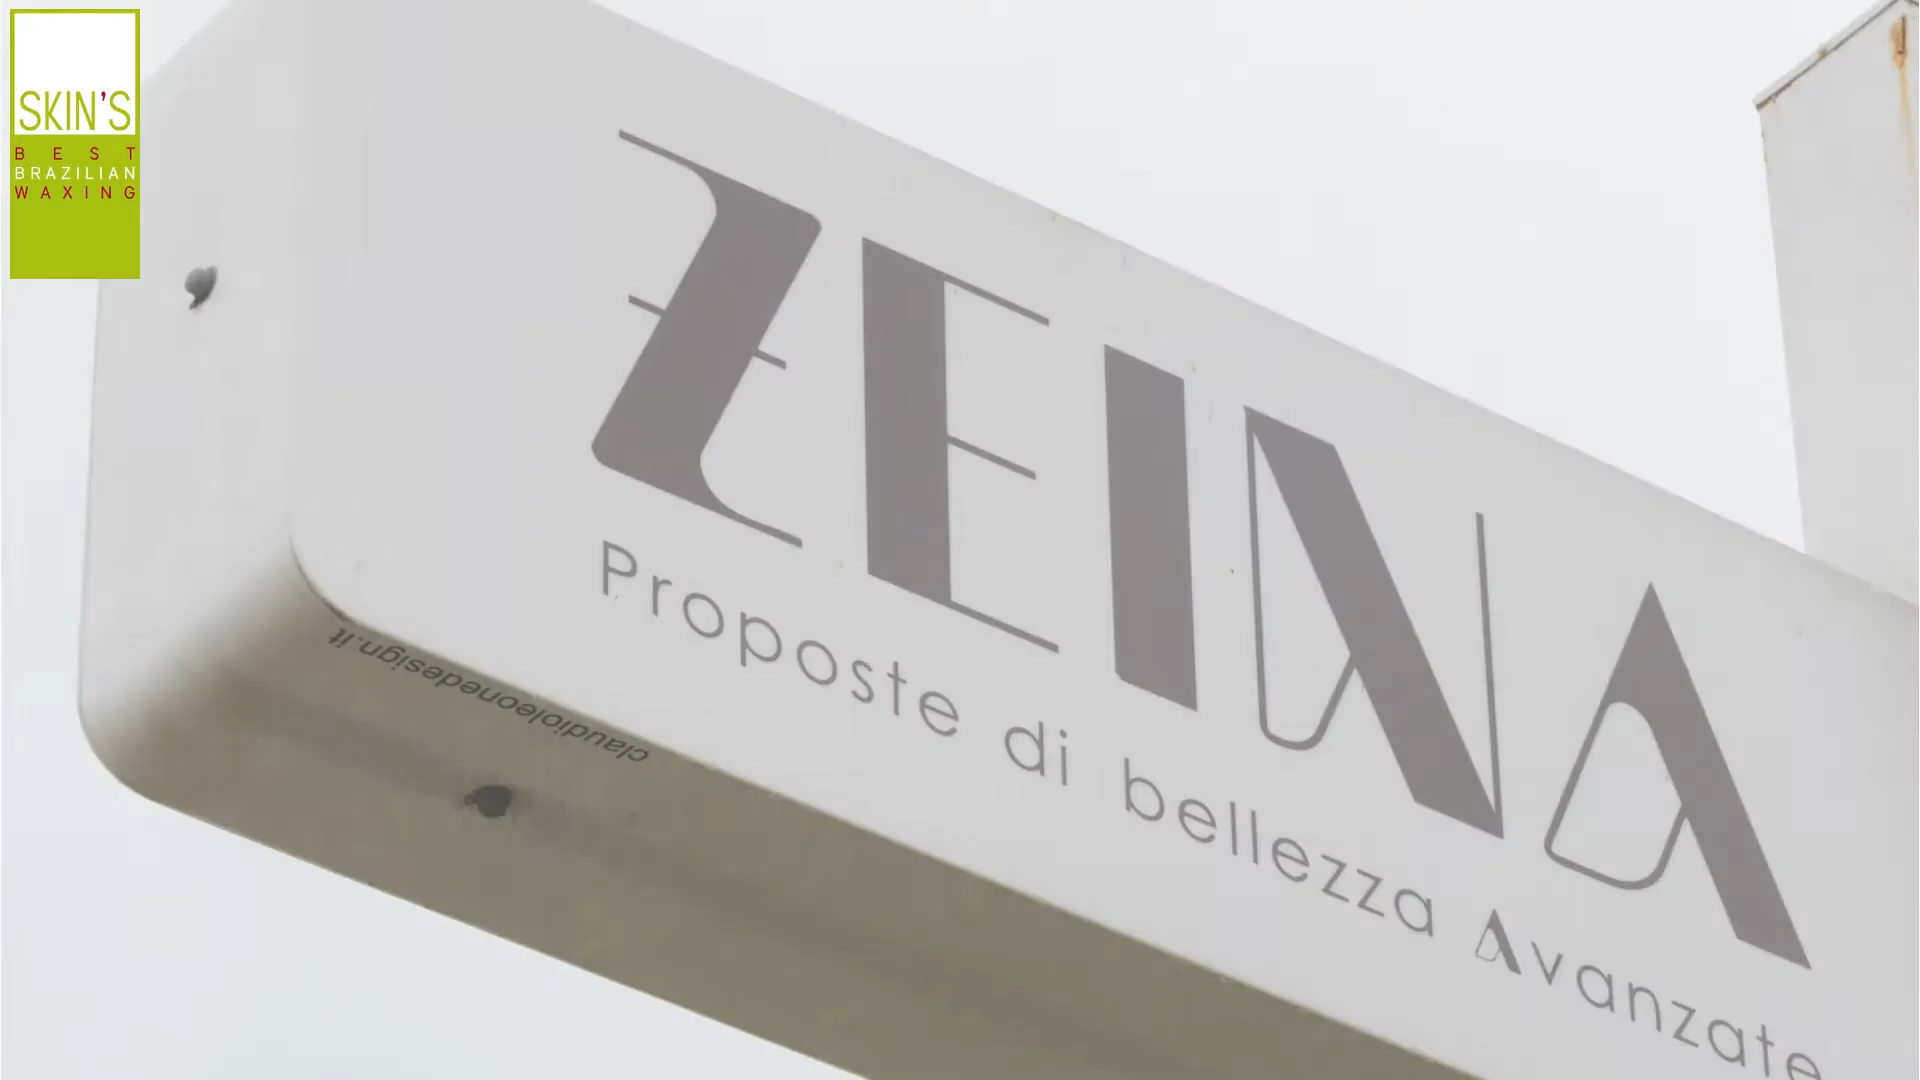 SKIN'S
BEST
BRAZILIAN
WAXING
ZEINA
Proposte di bellezza Avanzate
claudioleonedesign.it